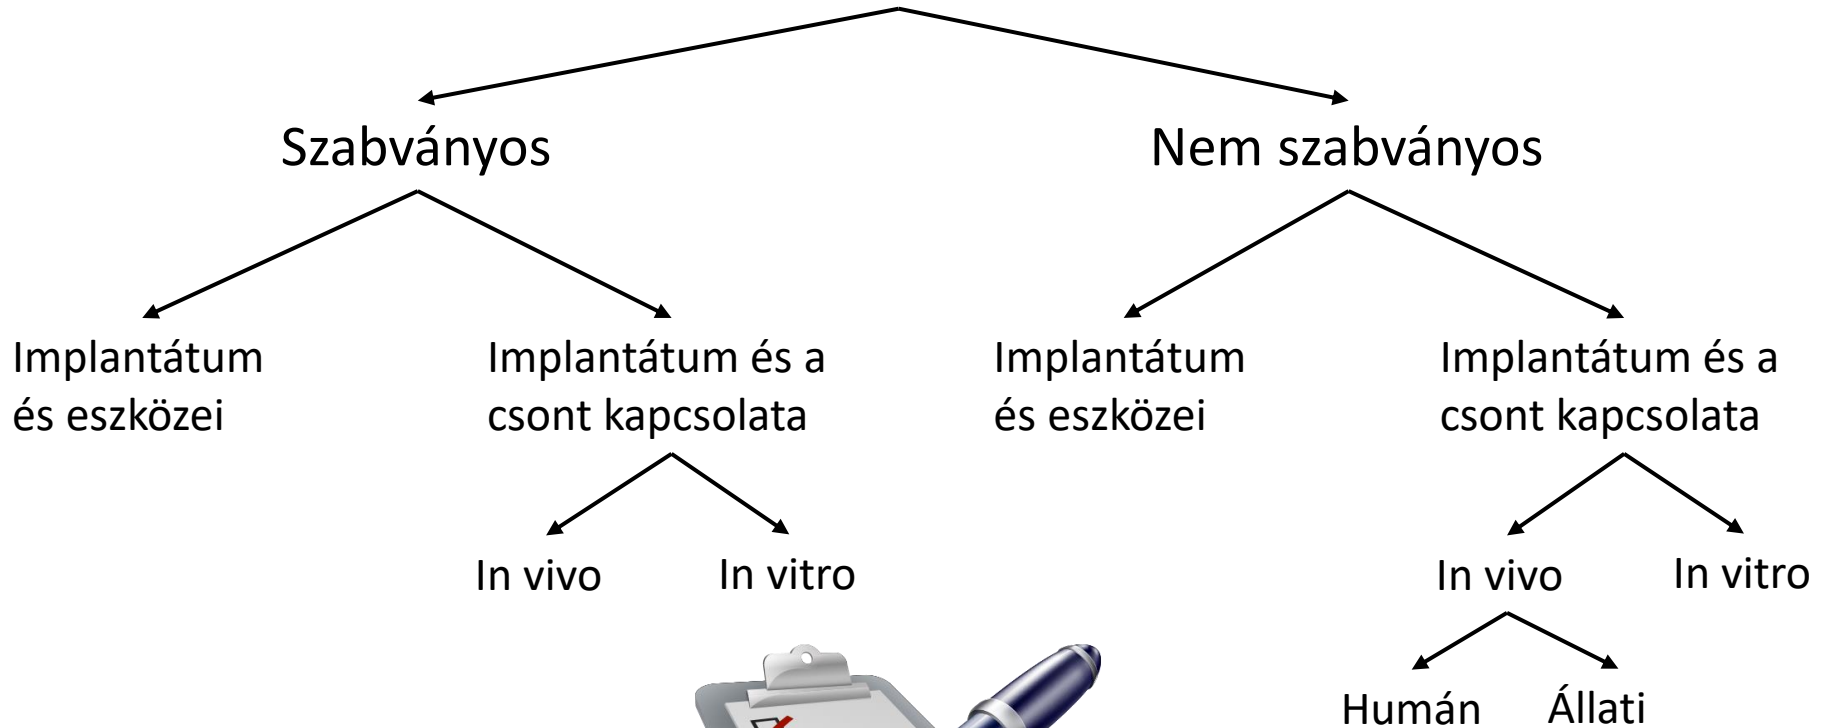 Szabványos
Nem szabványos
Implantátum
és eszközei
Implantátum és a
csont kapcsolata
Implantátum
és eszközei
Implantátum és a
csont kapcsolata
In vivo
In vitro
In vivo
In vitro
Humán
Állati